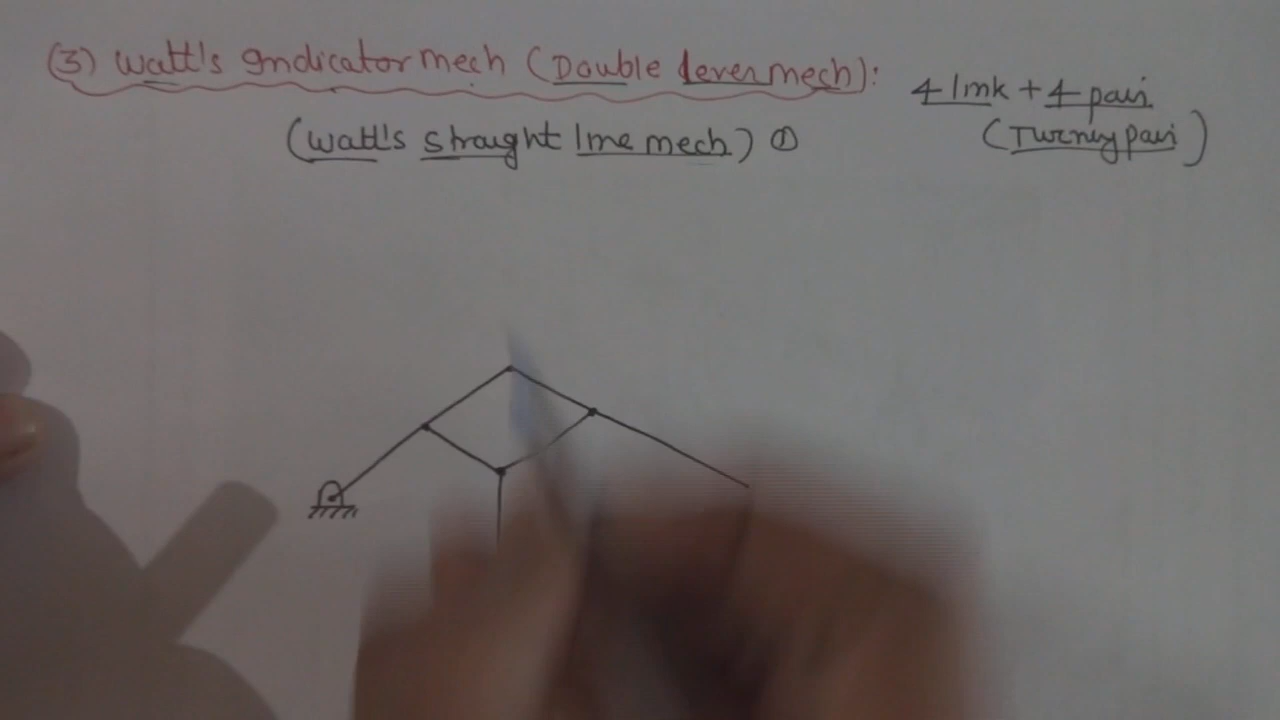 (3) Watt's Indicator mech (Double lever mech):
4 link + 4 pair
(Watt's straight line mech) ①
(Turning pair)